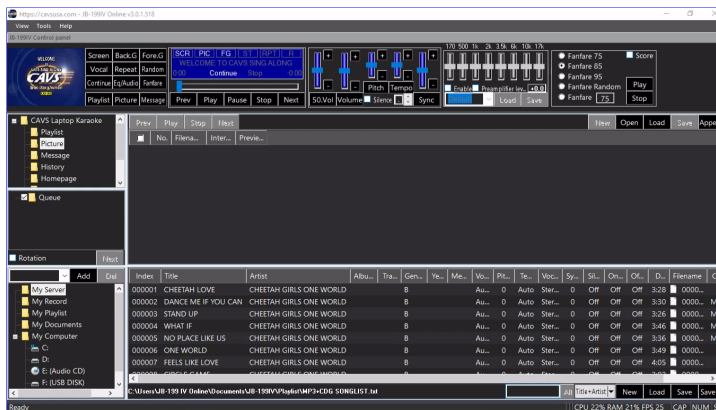 https://cavsusa.com - JB-199IV Online v3.0.1.518
View Tools Help
JB-199IV Control panel
WELCOME
CAVS
Screen Back.G Fore.G
Vocal Repeat Random
Continue Eq/Audio Fanfare
Playlist Picture Message
SCR PIC FG ST RPT R
WELCOME TO CAVS SING ALONG
0:00 Continue Stop -0:00
Prev Play Pause Stop Next
S0.Vol Volume Silence Pitch Tempo Sync
170 500 1k 2k 3.5k 6k 10k 17k
Enable Preamplifier lev.. +0.0
Load Save
Fanfare 75
Fanfare 85
Fanfare 95
Fanfare Random
Fanfare 75
Score
Play
Stop
CAVS Laptop Karaoke
Playlist
Picture
Message
History
Homepage
Prev Play Stop Next
New Open Load Save Appe
No. Filena... Inter... Previe...
Queue
Rotation Next
Add Del
My Server
My Record
My Playlist
My Documents
My Computer
C:
D:
E: (Audio CD)
F: (USB DISK)
Index Title Artist Albu... Tra... Gen... Ye... Me... Vo... Pit... Te... Voc... Sy... Sil... On... Of... D... Filename
000001 CHEETAH LOVE CHEETAH GIRLS ONE WORLD B Au... 0 Auto Ster... 0 Off Off Off 3:28 0000...
000002 DANCE ME IF YOU CAN CHEETAH GIRLS ONE WORLD B Au... 0 Auto Ster... 0 Off Off Off 3:30 0000... M
000003 STAND UP CHEETAH GIRLS ONE WORLD B Au... 0 Auto Ster... 0 Off Off Off 3:26 0000... M
000004 WHAT IF CHEETAH GIRLS ONE WORLD B Au... 0 Auto Ster... 0 Off Off Off 3:46 0000...
000005 NO PLACE LIKE US CHEETAH GIRLS ONE WORLD B Au... 0 Auto Ster... 0 Off Off Off 3:36 0000... M
000006 ONE WORLD CHEETAH GIRLS ONE WORLD B Au... 0 Auto Ster... 0 Off Off Off 3:49 0000...
000007 FEELS LIKE LOVE CHEETAH GIRLS ONE WORLD B Au... 0 Auto Ster... 0 Off Off Off 4:05 0000...
C:\Users\JB-199 IV Online\Documents\JB-199IV\Playlist\MP3+CDG SONGLIST.txt
All Title+Artist New Load Save Save
Ready
CPU 22% RAM 21% FPS 25 CAP NUM